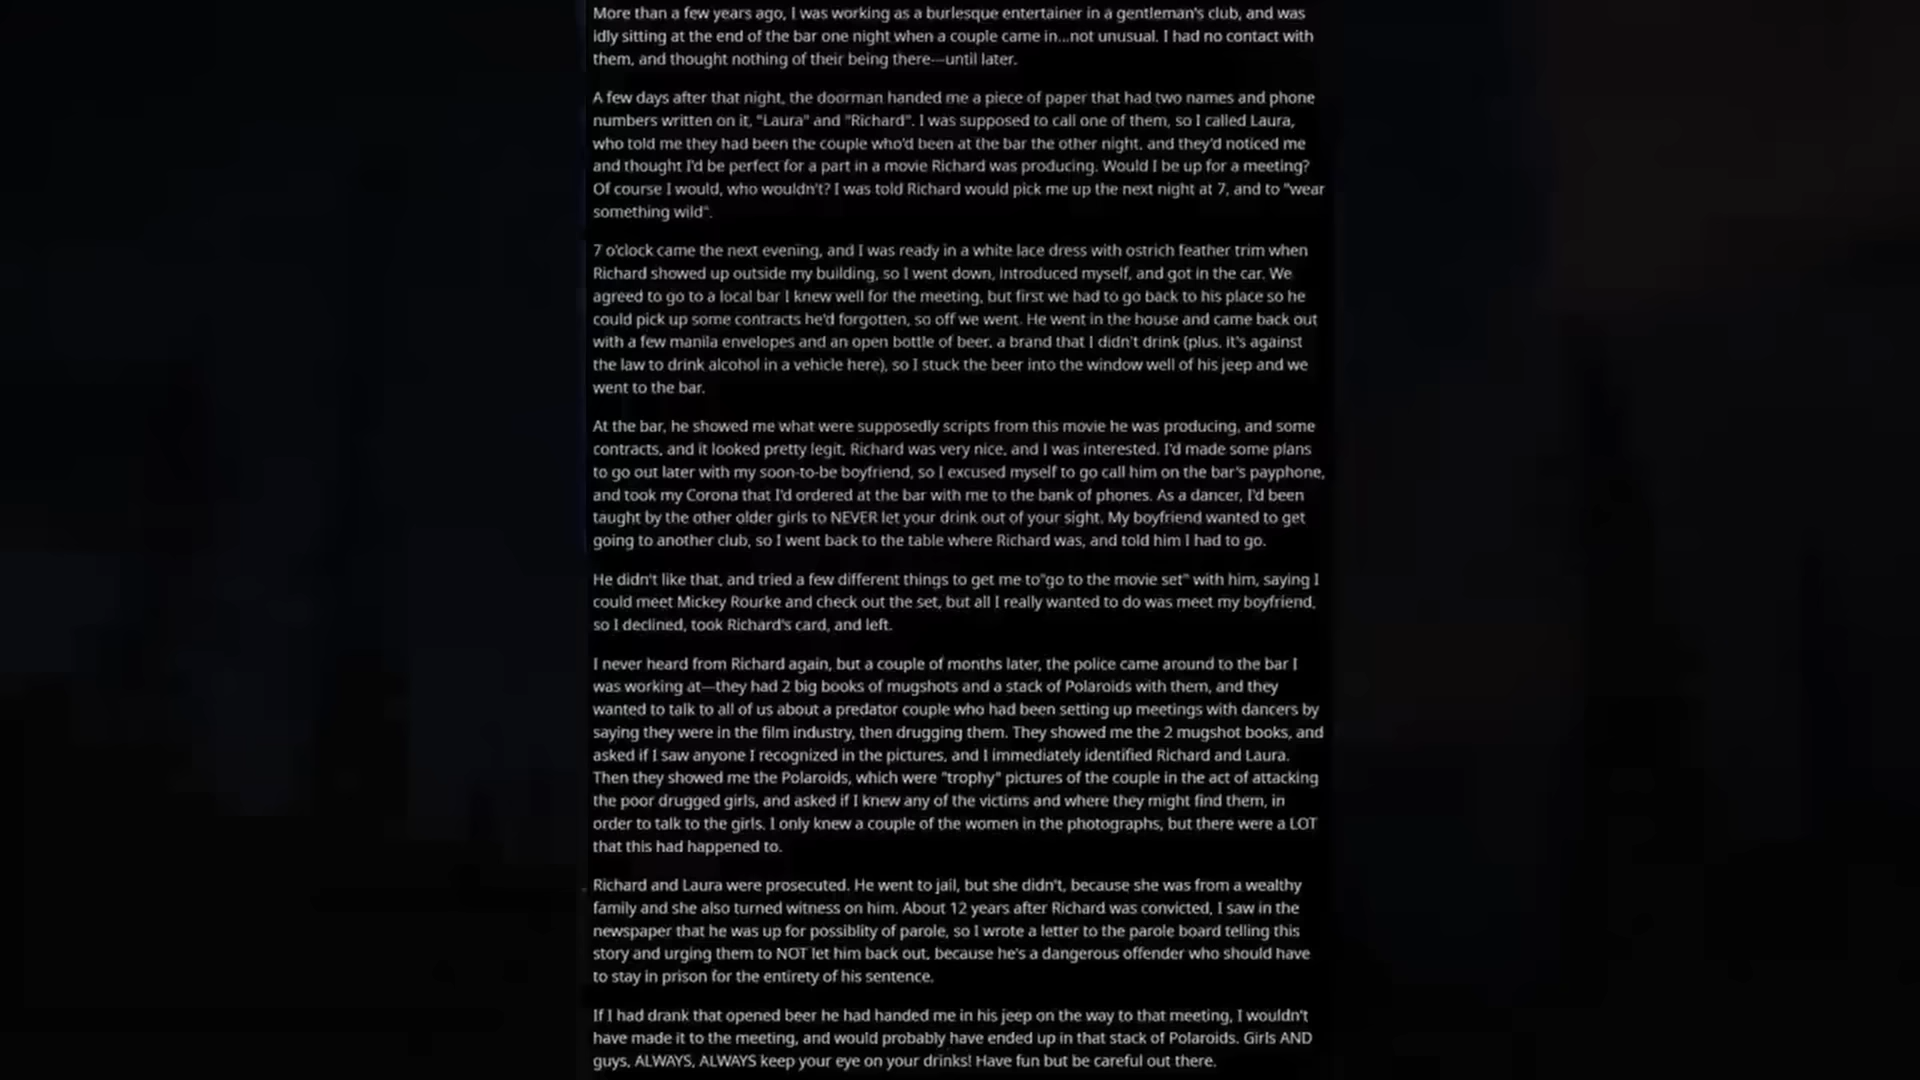 More than a few years ago, I was working as a burlesque entertainer in a gentleman's club, and was
idly sitting at the end of the bar one night when a couple came in...not unusual. I had no contact with
them, and thought nothing of their being there—until later.
A few days after that night, the doorman handed me a piece of paper that had two names and phone
numbers written on it, "Laura" and "Richard". I was supposed to call one of them, so I called Laura,
who told me they had been the couple who'd been at the bar the other night, and they'd noticed me
and thought I'd be perfect for a part in a movie Richard was producing. Would I be up for a meeting?
Of course I would, who wouldn't? I was told Richard would pick me up the next night at 7, and to "wear
something wild".
7 o'clock came the next evening, and I was ready in a white lace dress with ostrich feather trim when
Richard showed up outside my building, so I went down, introduced myself, and got in the car. We
agreed to go to a local bar I knew well for the meeting, but first we had to go back to his place so he
could pick up some contracts he'd forgotten, so off we went. He went in the house and came back out
with a few manila envelopes and an open bottle of beer, a brand that I didn't drink (plus, it's against
the law to drink alcohol in a vehicle here), so I stuck the beer into the window well of his jeep and we
went to the bar.
At the bar, he showed me what were supposedly scripts from this movie he was producing, and some
contracts, and it looked pretty legit, Richard was very nice, and I was interested. I'd made some plans
to go out later with my soon-to-be boyfriend, so I excused myself to go call him on the bar's payphone,
and took my Corona that I'd ordered at the bar with me to the bank of phones. As a dancer, I'd been
taught by the other older girls to NEVER let your drink out of your sight. My boyfriend wanted to get
going to another club, so I went back to the table where Richard was, and told him I had to go.
He didn't like that, and tried a few different things to get me to"go to the movie set" with him, saying I
could meet Mickey Rourke and check out the set, but all I really wanted to do was meet my boyfriend,
so I declined, took Richard's card, and left.
I never heard from Richard again, but a couple of months later, the police came around to the bar I
was working at—they had 2 big books of mugshots and a stack of Polaroids with them, and they
wanted to talk to all of us about a predator couple who had been setting up meetings with dancers by
saying they were in the film industry, then drugging them. They showed me the 2 mugshot books, and
asked if I saw anyone I recognized in the pictures, and I immediately identified Richard and Laura.
Then they showed me the Polaroids, which were "trophy" pictures of the couple in the act of attacking
the poor drugged girls, and asked if I knew any of the victims and where they might find them, in
order to talk to the girls. I only knew a couple of the women in the photographs, but there were a LOT
that this had happened to.
Richard and Laura were prosecuted. He went to jail, but she didn't, because she was from a wealthy
family and she also turned witness on him. About 12 years after Richard was convicted, I saw in the
newspaper that he was up for possiblity of parole, so I wrote a letter to the parole board telling this
story and urging them to NOT let him back out, because he's a dangerous offender who should have
to stay in prison for the entirety of his sentence.
If I had drank that opened beer he had handed me in his jeep on the way to that meeting, I wouldn't
have made it to the meeting, and would probably have ended up in that stack of Polaroids. Girls AND
guys, ALWAYS, ALWAYS keep your eye on your drinks! Have fun but be careful out there.